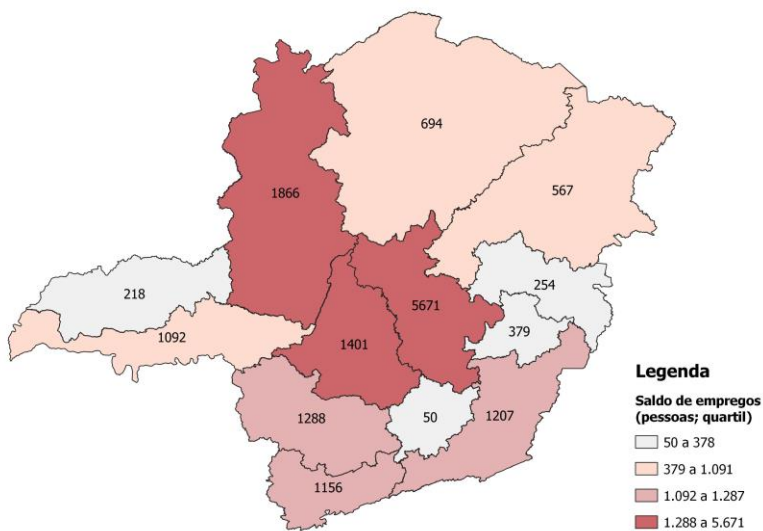 694
567
1866
5671
254
218
379
1092
1401
1288
50
1207
1156
Legenda
Saldo de empregos
(pessoas; quartil)
50 a 378
379 a 1.091
1.092 a 1.287
1.288 a 5.671